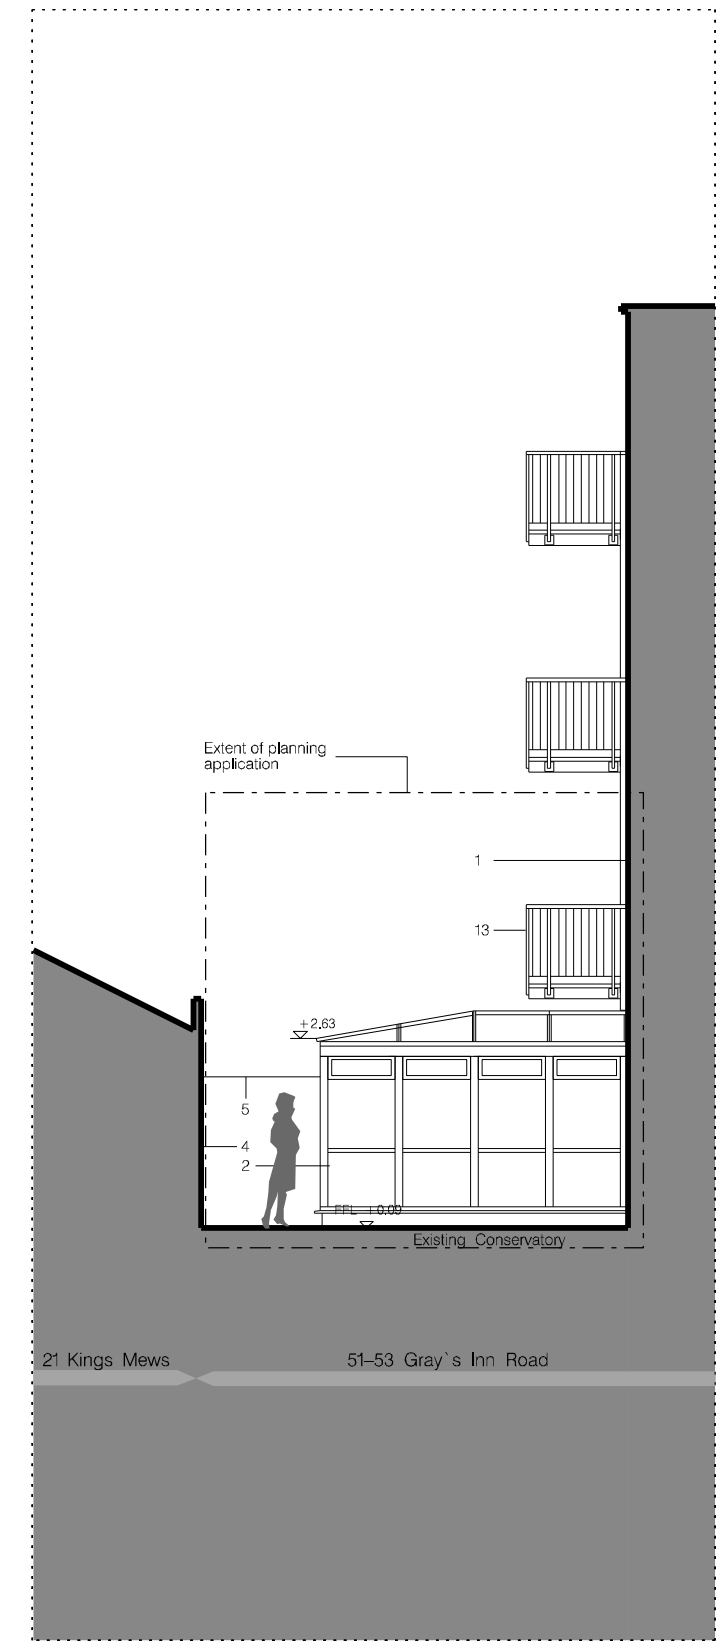 Extent of planning
application
1
13
+2.63
5
4
2
FFL +0.09
Existing Conservatory
21 Kings Mews
51–53 Gray`s Inn Road